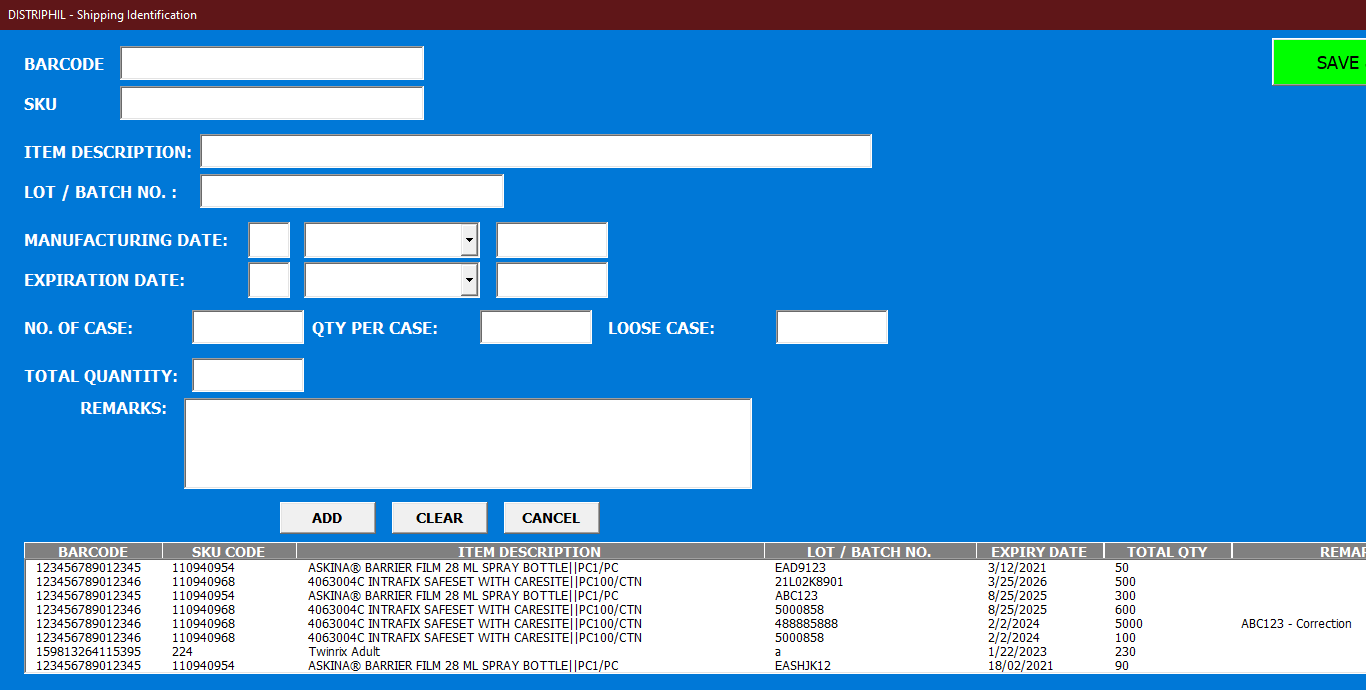 DISTRIPHIL - Shipping Identification
BARCODE
SAVE
SKU
ITEM DESCRIPTION:
LOT / BATCH NO. :
MANUFACTURING DATE:
EXPIRATION DATE:
NO. OF CASE: QTY PER CASE: LOOSE CASE:
TOTAL QUANTITY:
REMARKS:
ADD CLEAR CANCEL
BARCODE SKU CODE ITEM DESCRIPTION LOT / BATCH NO. EXPIRY DATE TOTAL QTY
123456789012345 110940954 ASKINA® BARRIER FILM 28 ML SPRAY BOTTLE||PC1/PC EAD9123 3/12/2021 50
123456789012346 110940968 4063004C INTRAFIX SAFESET WITH CARESITE||PC100/CTN 21L02K8901 3/25/2026 500
123456789012345 110940954 ASKINA® BARRIER FILM 28 ML SPRAY BOTTLE||PC1/PC ABC123 8/25/2025 300
123456789012346 110940968 4063004C INTRAFIX SAFESET WITH CARESITE||PC100/CTN 5000858 8/25/2025 600
123456789012346 110940968 4063004C INTRAFIX SAFESET WITH CARESITE||PC100/CTN 488885888 2/2/2024 5000 ABC123 - Correction
123456789012346 110940968 4063004C INTRAFIX SAFESET WITH CARESITE||PC100/CTN 5000858 2/2/2024 100
159813264115395 224 Twinrix Adult a 1/22/2023 230
123456789012345 110940954 ASKINA® BARRIER FILM 28 ML SPRAY BOTTLE||PC1/PC EASHJK12 18/02/2021 90